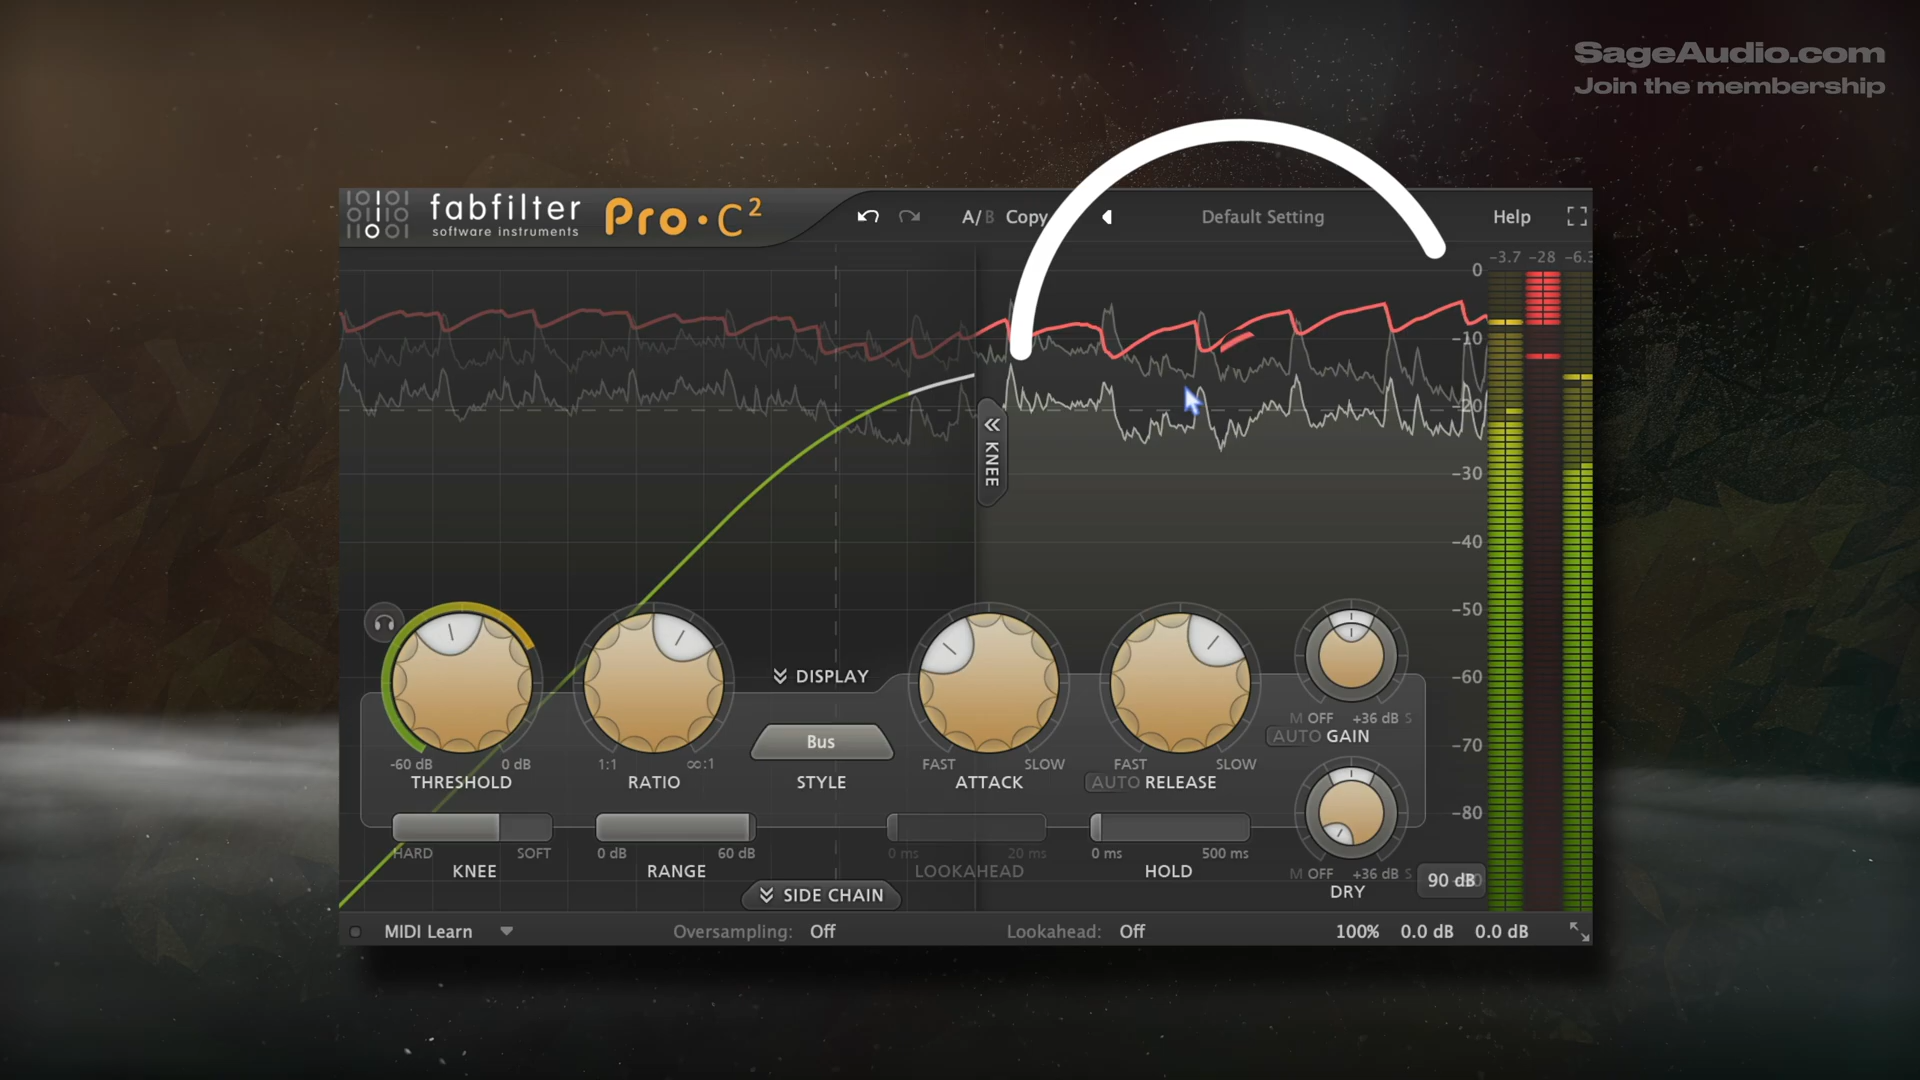 SageAudio.com
Join the membership
fabfilter
software instruments
Pro·C²
A/B Copy
Default Setting
Help
-3.7 -28 -6.3
0
-10
-20
-30
-40
-50
-60
-70
-80
KNEE
DISPLAY
-60 dB 0 dB
THRESHOLD
1:1 ∞:1
RATIO
Bus
STYLE
FAST SLOW
ATTACK
FAST SLOW
AUTO RELEASE
M OFF +36 dB S
AUTO GAIN
HARD SOFT
KNEE
0 dB 60 dB
RANGE
0 ms 20 ms
LOOKAHEAD
0 ms 500 ms
HOLD
M OFF +36 dB S
DRY
90 dB
SIDE CHAIN
MIDI Learn
Oversampling: Off
Lookahead: Off
100% 0.0 dB 0.0 dB